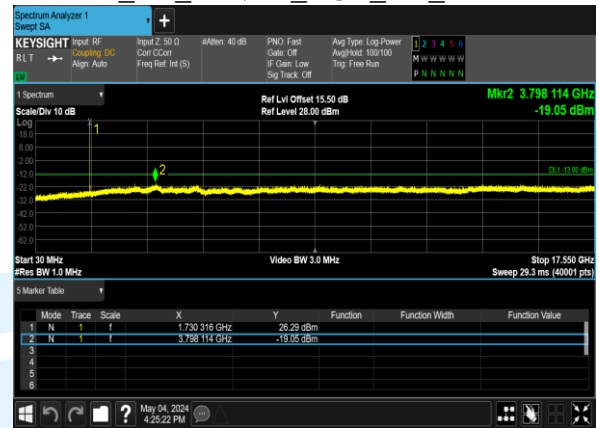 Spectrum Analyzer 1
Swept SA
+
KEYSIGHT
RLT
LV
Input: RF
Coupling: DC
Align: Auto
Input Z: 50 Ω
Corr CCorr
Freq Ref: Int (S)
#Atten: 40 dB
PNO: Fast
Gate: Off
IF Gain: Low
Sig Track: Off
Avg Type: Log-Power
Avg|Hold: 100/100
Trig: Free Run
1 2 3 4 5 6
M W W W W W
P N N N N N
1 Spectrum
Scale/Div 10 dB
Log
Ref Lvl Offset 15.50 dB
Ref Level 28.00 dBm
Mkr2 3.798 114 GHz
-19.05 dBm
1
18.0
8.00
-2.00
-12.0
2
DL1 -13.00 dBm
-22.0
-32.0
-42.0
-52.0
-62.0
Start 30 MHz
#Res BW 1.0 MHz
Video BW 3.0 MHz
Stop 17.550 GHz
Sweep 29.3 ms (40001 pts)
5 Marker Table
Mode Trace Scale X Y Function Function Width Function Value
1 N 1 f 1.730 316 GHz 26.29 dBm
2 N 1 f 3.798 114 GHz -19.05 dBm
3
4
5
6
?
May 04, 2024
4:25:22 PM